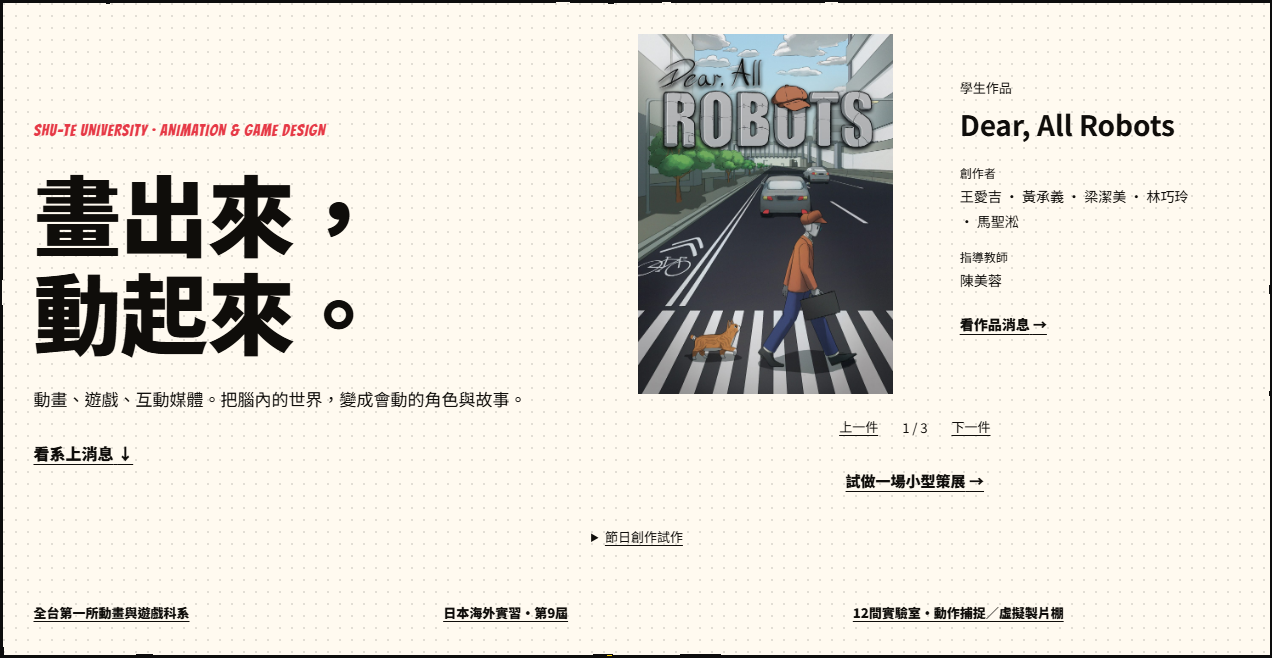 SHU-TE UNIVERSITY · ANIMATION & GAME DESIGN
畫出來，
動起來。
動畫、遊戲、互動媒體。把腦內的世界，變成會動的角色與故事。
看系上消息 ↓
Dear, All
ROBOTS
學生作品
Dear, All Robots
創作者
王愛吉 · 黃承義 · 梁潔美 · 林巧玲
· 馬聖淞
指導教師
陳美蓉
看作品消息 →
上一件 1 / 3 下一件
試做一場小型策展 →
▶ 節日創作試作
全台第一所動畫與遊戲科系
日本海外實習・第9屆
12間實驗室・動作捕捉／虛擬製片棚